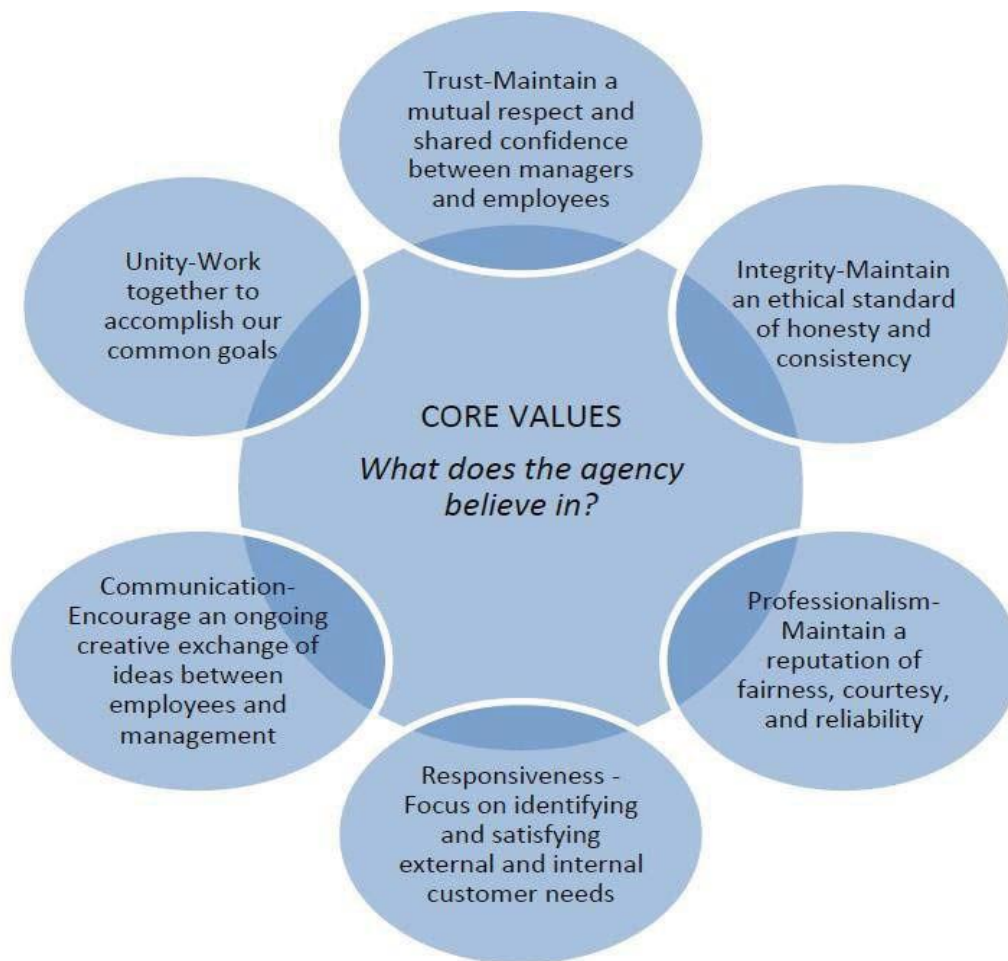 Trust-Maintain a
mutual respect and
shared confidence
between managers
and employees
Integrity-Maintain
an ethical standard
of honesty and
consistency
Professionalism-
Maintain a
reputation of
fairness, courtesy,
and reliability
Responsiveness -
Focus on identifying
and satisfying
external and internal
customer needs
Communication-
Encourage an ongoing
creative exchange of
ideas between
employees and
management
Unity-Work
together to
accomplish our
common goals
CORE VALUES
What does the agency
believe in?